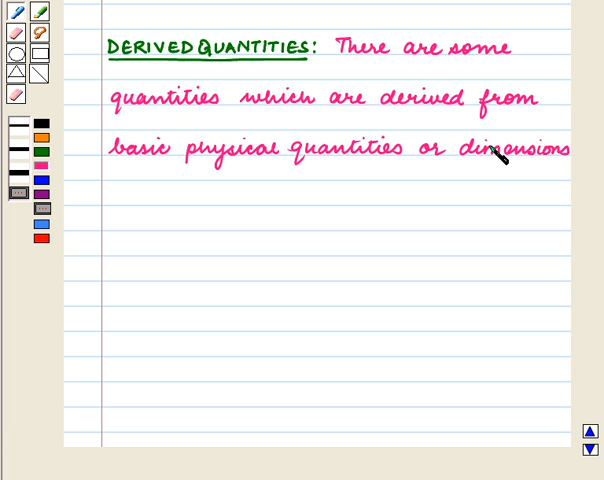 DERIVED QUANTITIES: There are some
quantities which are derived from
basic physical quantities or dimensions